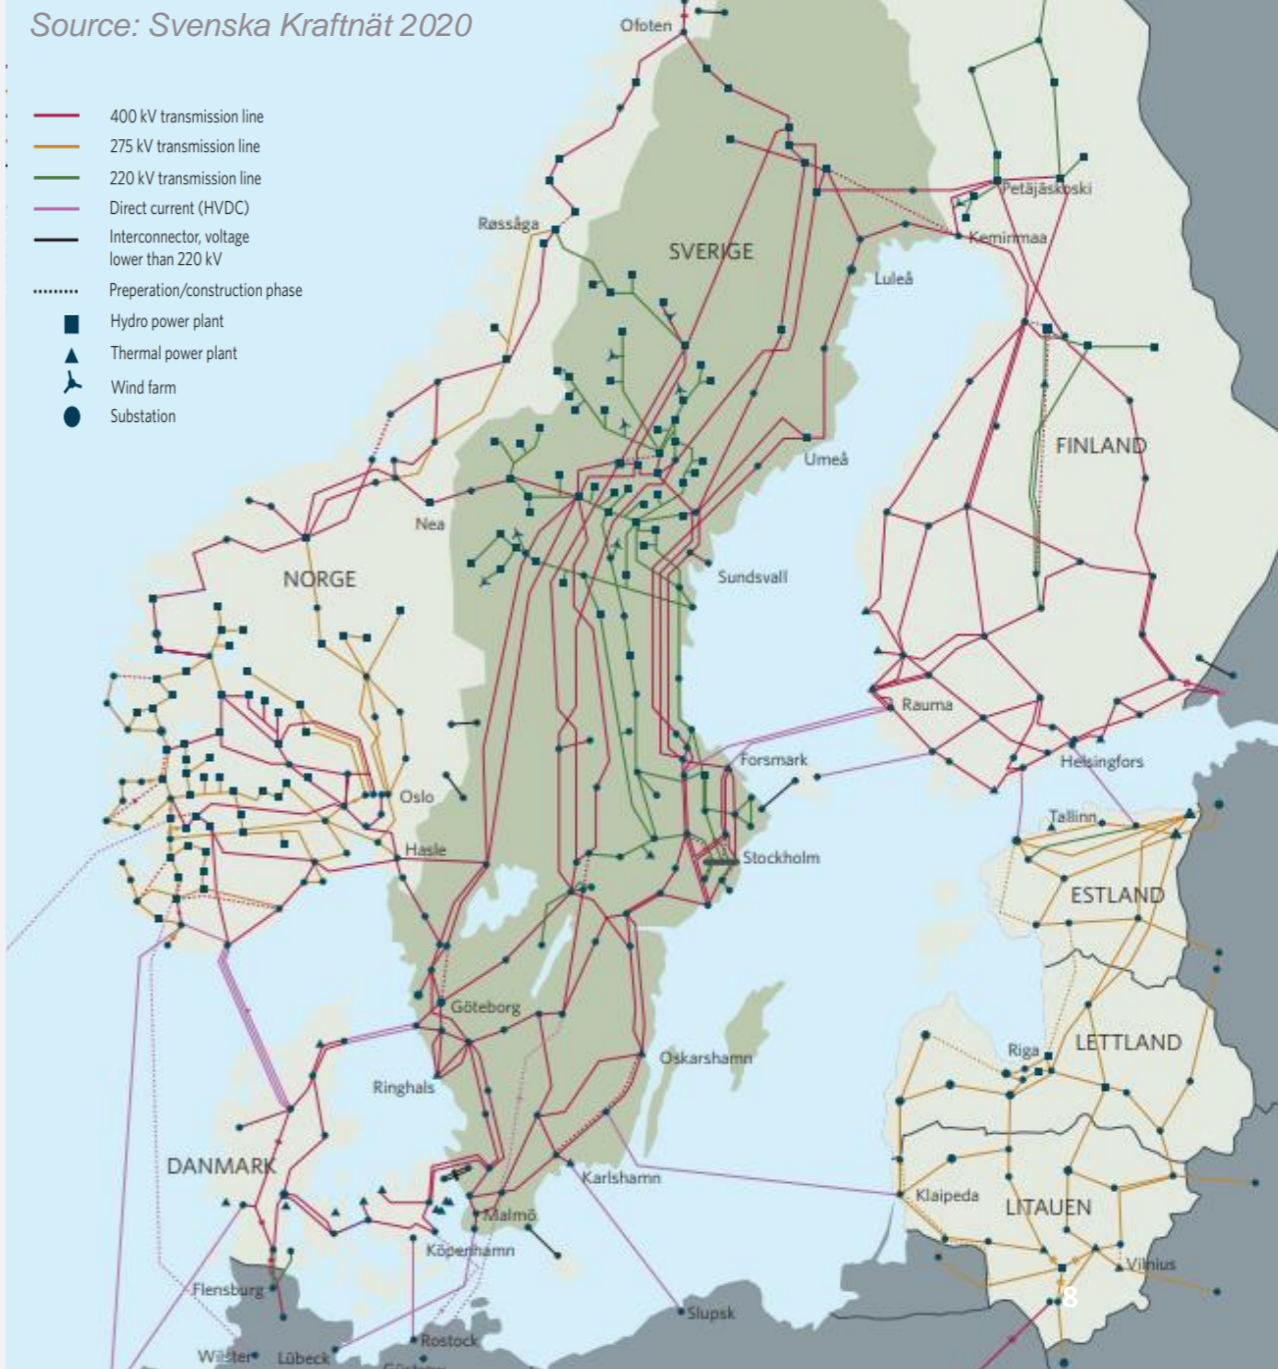 Source: Svenska Kraftnät 2020
400 kV transmission line
275 kV transmission line
220 kV transmission line
Direct current (HVDC)
Interconnector, voltage
lower than 220 kV
Preperation/construction phase
Hydro power plant
Thermal power plant
Wind farm
Substation
Ofoten
Petäjäskoski
Røssåga
Keminmaa
SVERIGE
Luleå
FINLAND
Umeå
Nea
Sundsvall
NORGE
Rauma
Forsmark
Helsingfors
Oslo
Tallinn
Hasle
Stockholm
ESTLAND
Göteborg
LETTLAND
Riga
Oskarshamn
Ringhals
DANMARK
Karlshamn
Klaipeda
LITAUEN
Malmö
Köpenhamn
Vilnius
Flensburg
8
Slupsk
Rostock
Wilster
Lübeck